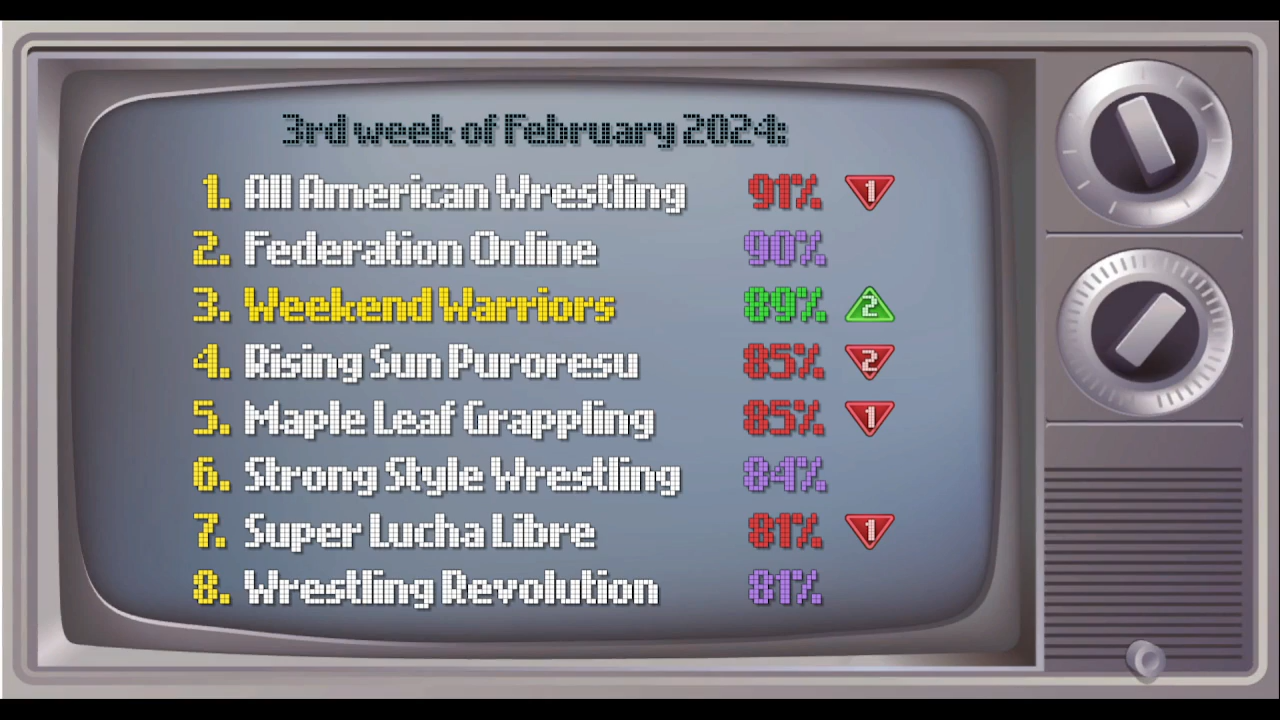 3rd week of February 2024:
1. All American Wrestling 91% 1
2. Federation Online 90%
3. Weekend Warriors 89% 2
4. Rising Sun Puroresu 85% 2
5. Maple Leaf Grappling 85% 1
6. Strong Style Wrestling 84%
7. Super Lucha Libre 81% 1
8. Wrestling Revolution 81%